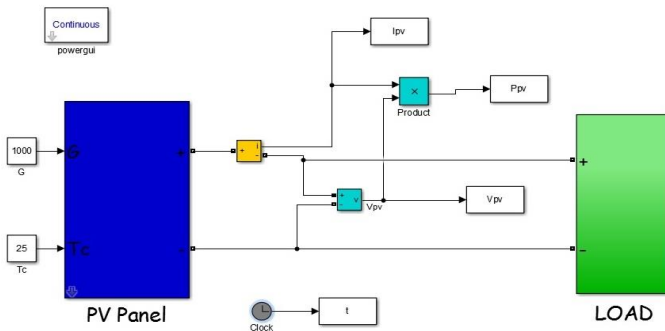 Continuous
powergui
Ipv
×
Product
Ppv
1000
G
G
+
+ i
-
+
+
-
v
Vpv
Vpv
25
Tc
Tc
-
-
PV Panel
Clock
t
LOAD